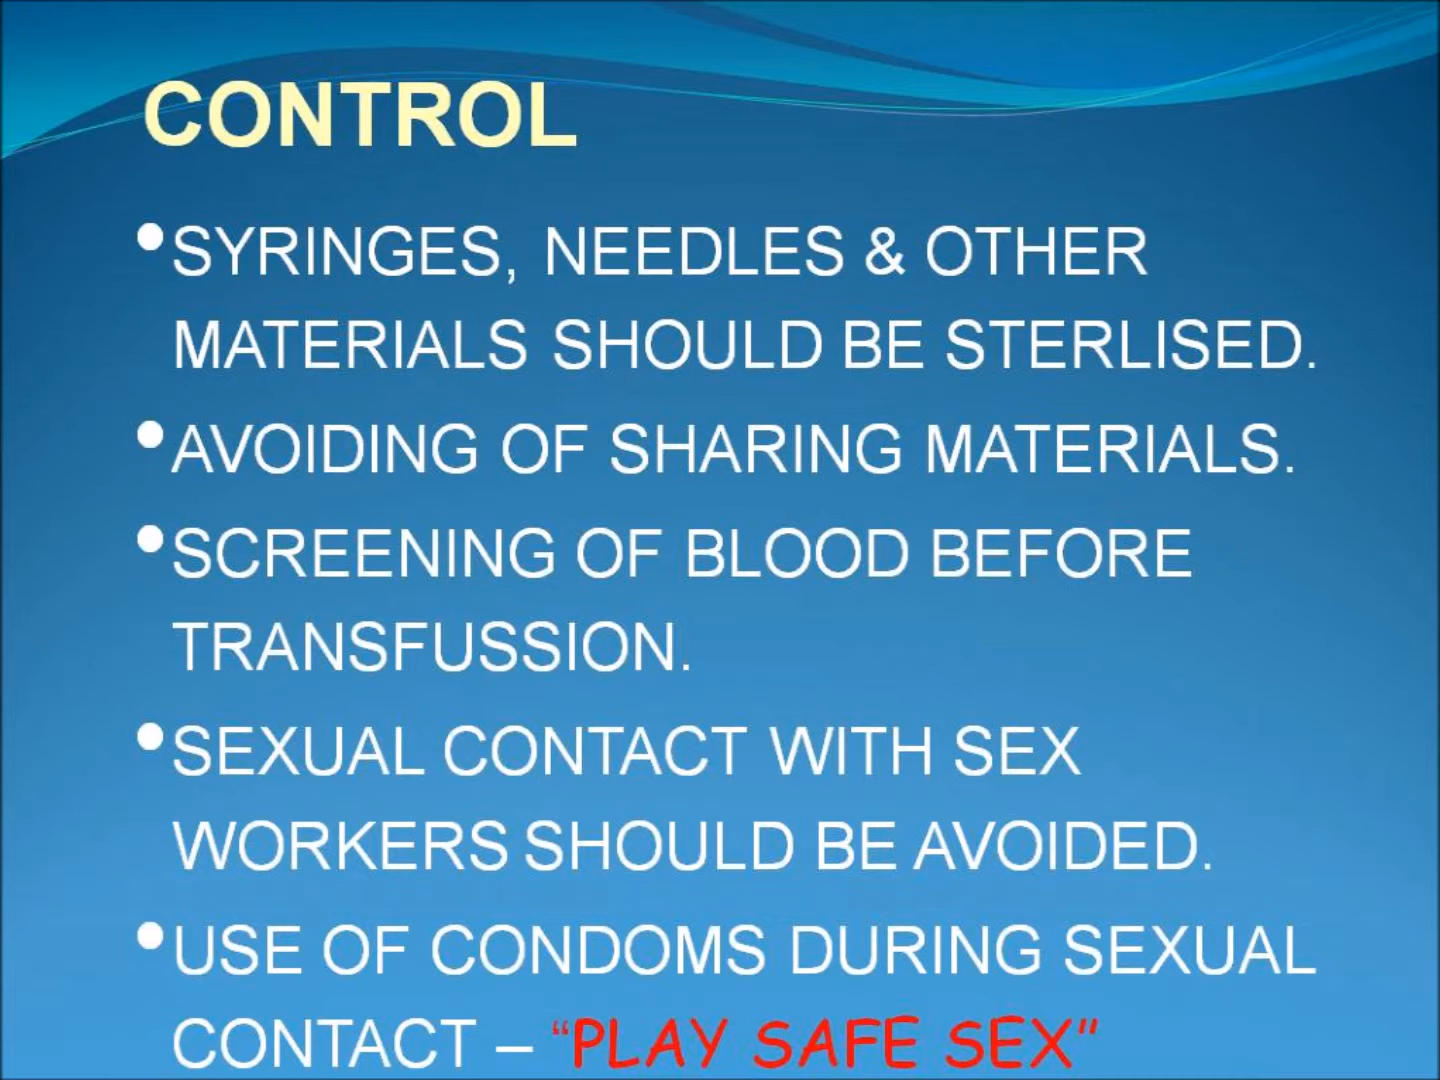 CONTROL
•SYRINGES, NEEDLES & OTHER
MATERIALS SHOULD BE STERLISED.
•AVOIDING OF SHARING MATERIALS.
•SCREENING OF BLOOD BEFORE
TRANSFUSSION.
•SEXUAL CONTACT WITH SEX
WORKERS SHOULD BE AVOIDED.
•USE OF CONDOMS DURING SEXUAL
CONTACT – “PLAY SAFE SEX”